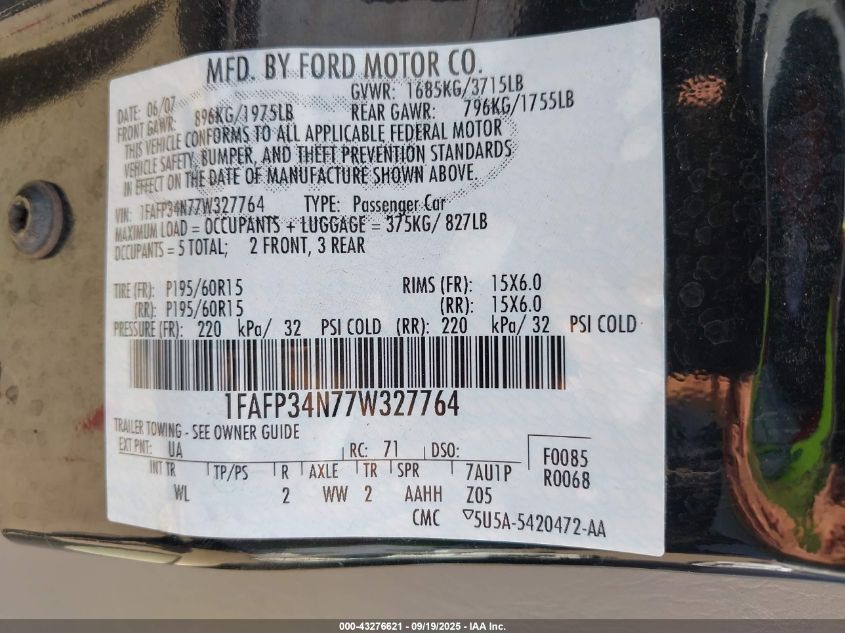 MFD. BY FORD MOTOR CO.
DATE: 06/07 GVWR: 1685KG/3715LB
FRONT GAWR: 896KG/1975LB REAR GAWR: 796KG/1755LB
THIS VEHICLE CONFORMS TO ALL APPLICABLE FEDERAL MOTOR
VEHICLE SAFETY, BUMPER, AND THEFT PREVENTION STANDARDS
IN EFFECT ON THE DATE OF MANUFACTURE SHOWN ABOVE.
VIN: 1FAFP34N77W327764 TYPE: Passenger Car
MAXIMUM LOAD = OCCUPANTS + LUGGAGE = 375KG/ 827LB
OCCUPANTS = 5 TOTAL; 2 FRONT, 3 REAR
TIRE (FR): P195/60R15 RIMS (FR): 15X6.0
(RR): P195/60R15 (RR): 15X6.0
PRESSURE (FR): 220 kPa/ 32 PSI COLD (RR): 220 kPa/ 32 PSI COLD
1FAFP34N77W327764
TRAILER TOWING - SEE OWNER GUIDE
EXT PNT: UA RC: 71 DSO: F0085
INT TR TP/PS R AXLE TR SPR 7AU1P R0068
WL 2 WW 2 AAHH Z05
CMC ▽5U5A-5420472-AA
000-43276621 - 09/19/2025 - IAA Inc.